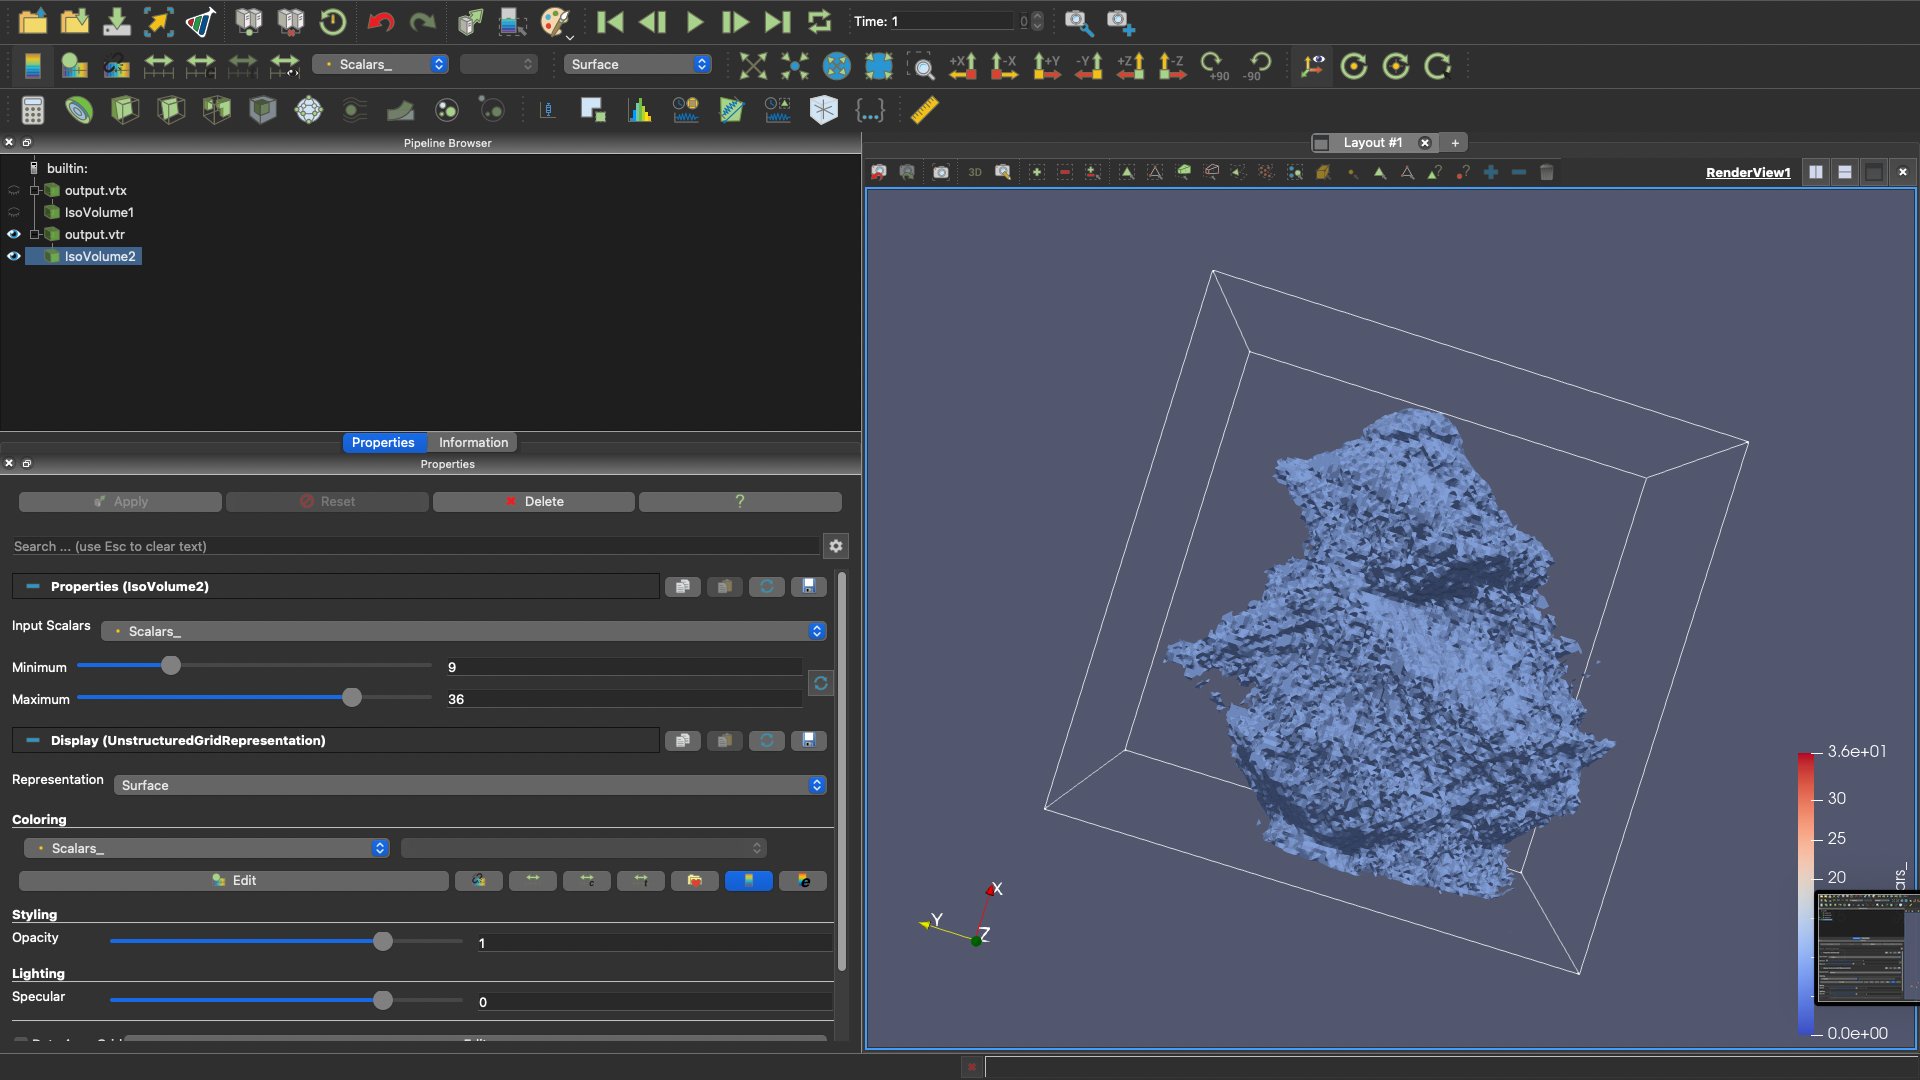 Time: 1
0
Scalars_
Surface
+X
-X
+Y
-Y
+Z
-Z
+90
-90
Pipeline Browser
Layout #1
+
builtin:
3D
RenderView1
output.vtx
IsoVolume1
output.vtr
IsoVolume2
Properties
Information
Properties
Apply
Reset
Delete
?
Search ... (use Esc to clear text)
Properties (IsoVolume2)
Input Scalars
Scalars_
Minimum
9
Maximum
36
Display (UnstructuredGridRepresentation)
Representation
Surface
Coloring
Scalars_
Edit
Styling
Opacity
1
Lighting
Specular
0
X
Y
Z
3.6e+01
30
25
20
0.0e+00